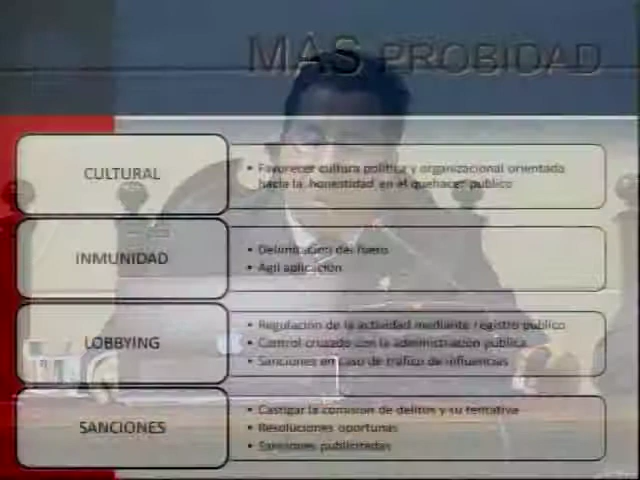 MÁS PROBIDAD
CULTURAL
• Favorecer cultura política y organizacional orientada
hacia la honestidad en el quehacer público
INMUNIDAD
• Delimitación del fuero
• Agil aplicación
LOBBYING
• Regulación de la actividad mediante registro público
• Control cruzado con la administración pública
• Sanciones en caso de tráfico de influencias
SANCIONES
• Castigar la comisión de delitos y su tentativa
• Resoluciones oportunas
• Sanciones publicitadas